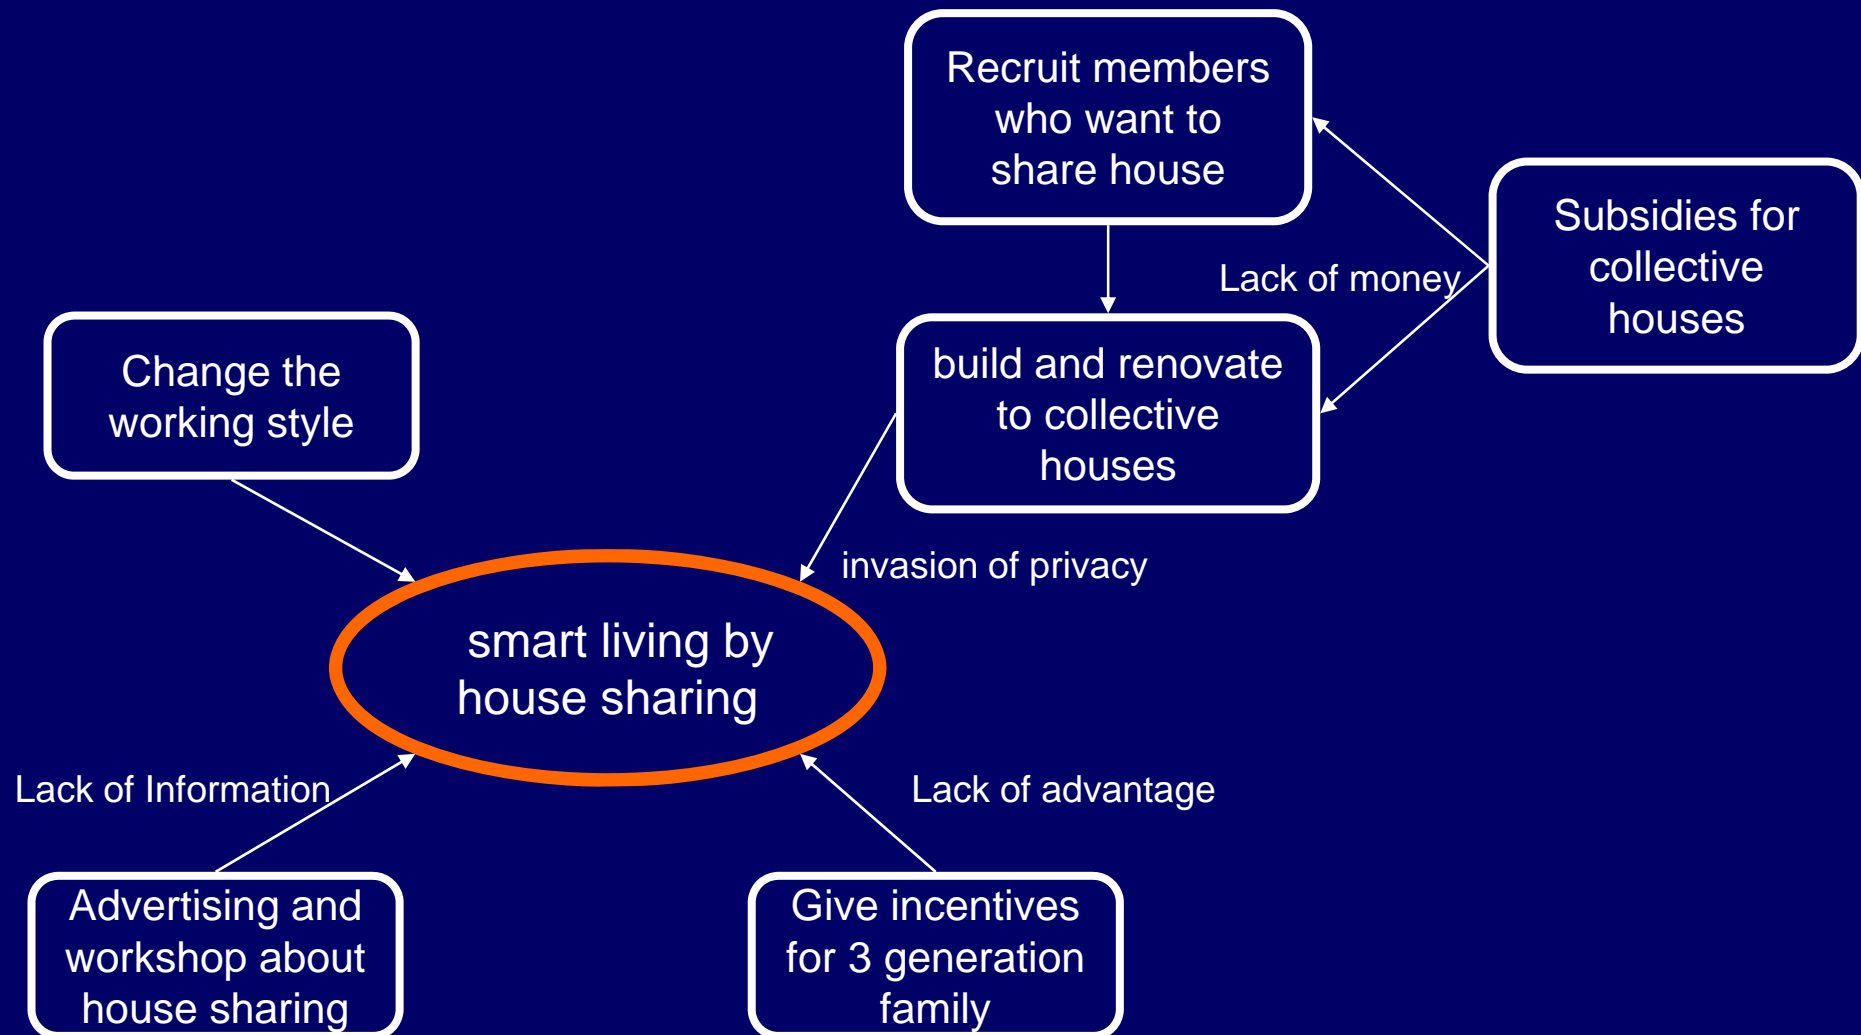 Recruit members
who want to
share house
Subsidies for
collective
houses
Lack of money
Change the
working style
build and renovate
to collective
houses
invasion of privacy
smart living by
house sharing
Lack of Information
Lack of advantage
Advertising and
workshop about
house sharing
Give incentives
for 3 generation
family